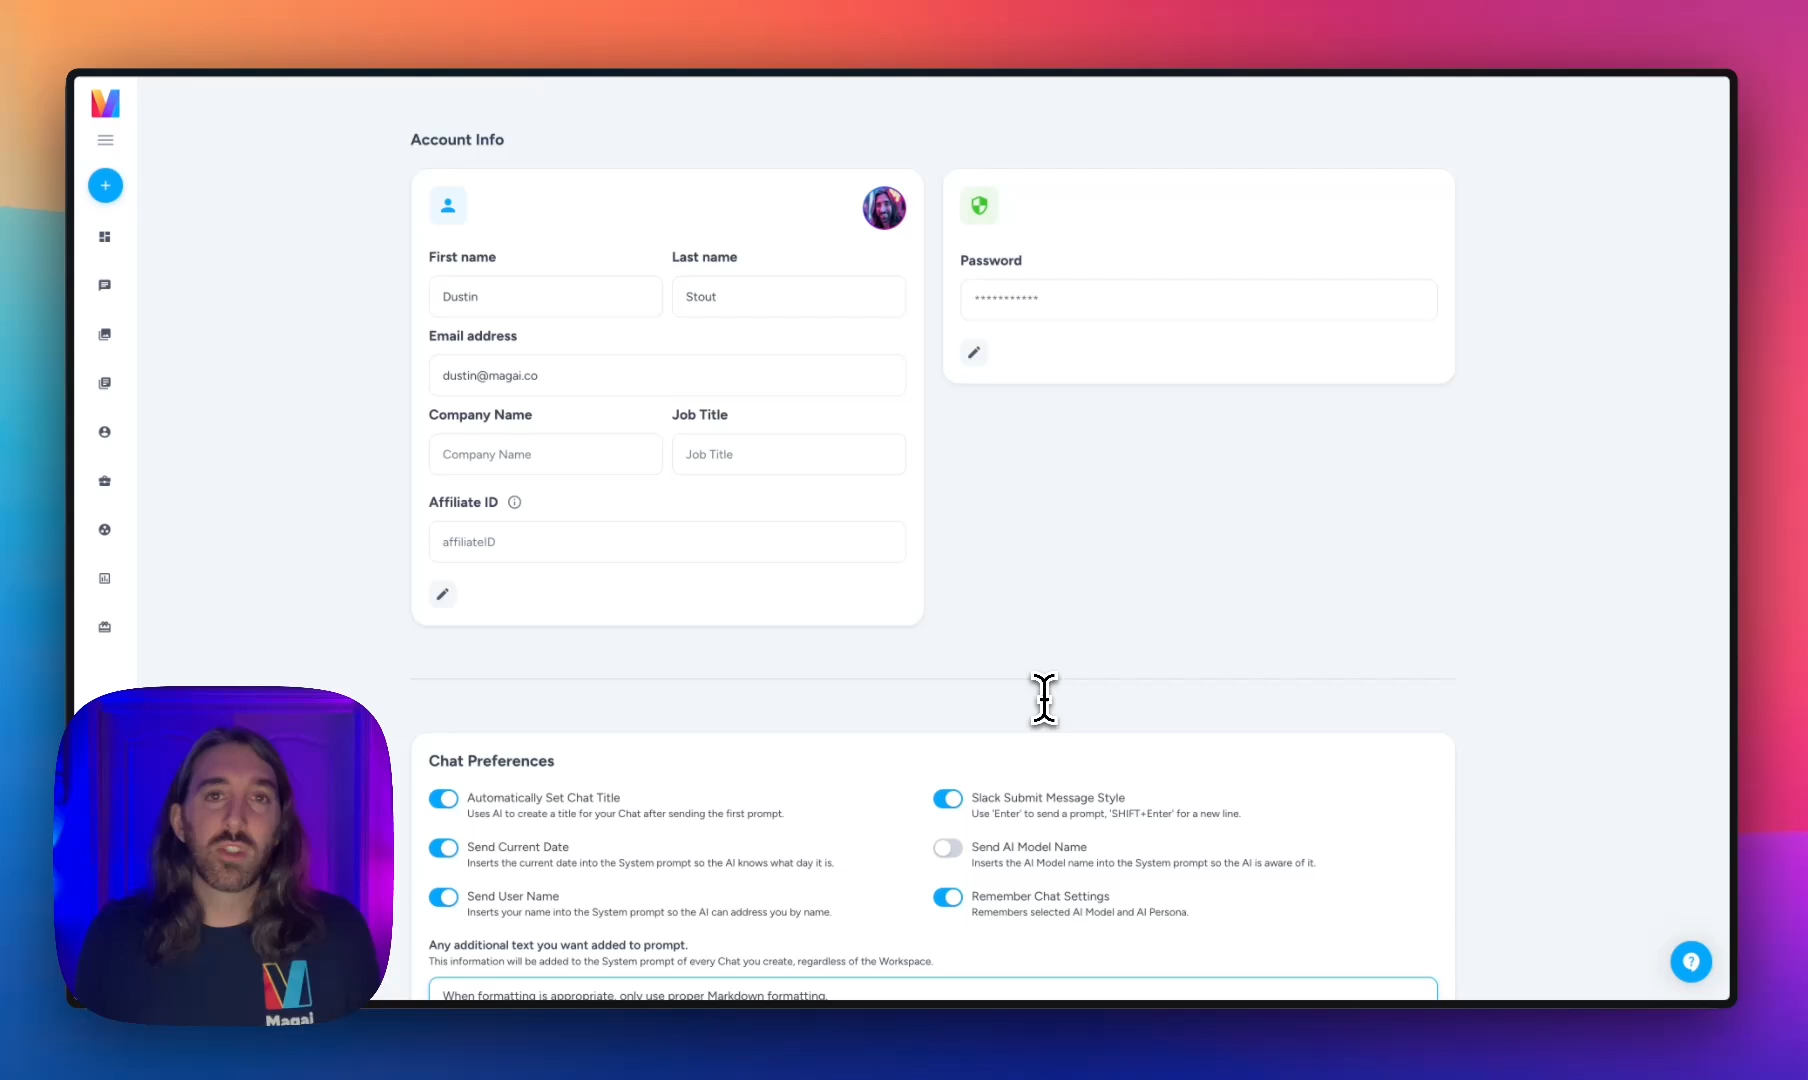 Account Info
First name
Last name
Dustin
Stout
Email address
dustin@magai.co
Company Name
Job Title
Company Name
Job Title
Affiliate ID
affiliateID
Password
***********
Chat Preferences
Automatically Set Chat Title
Uses AI to create a title for your Chat after sending the first prompt.
Slack Submit Message Style
Use 'Enter' to send a prompt, 'SHIFT+Enter' for a new line.
Send Current Date
Inserts the current date into the System prompt so the AI knows what day it is.
Send AI Model Name
Inserts the AI Model name into the System prompt so the AI is aware of it.
Send User Name
Inserts your name into the System prompt so the AI can address you by name.
Remember Chat Settings
Remembers selected AI Model and AI Persona.
Any additional text you want added to prompt.
This information will be added to the System prompt of every Chat you create, regardless of the Workspace.
When formatting is appropriate, only use proper Markdown formatting.
Magai